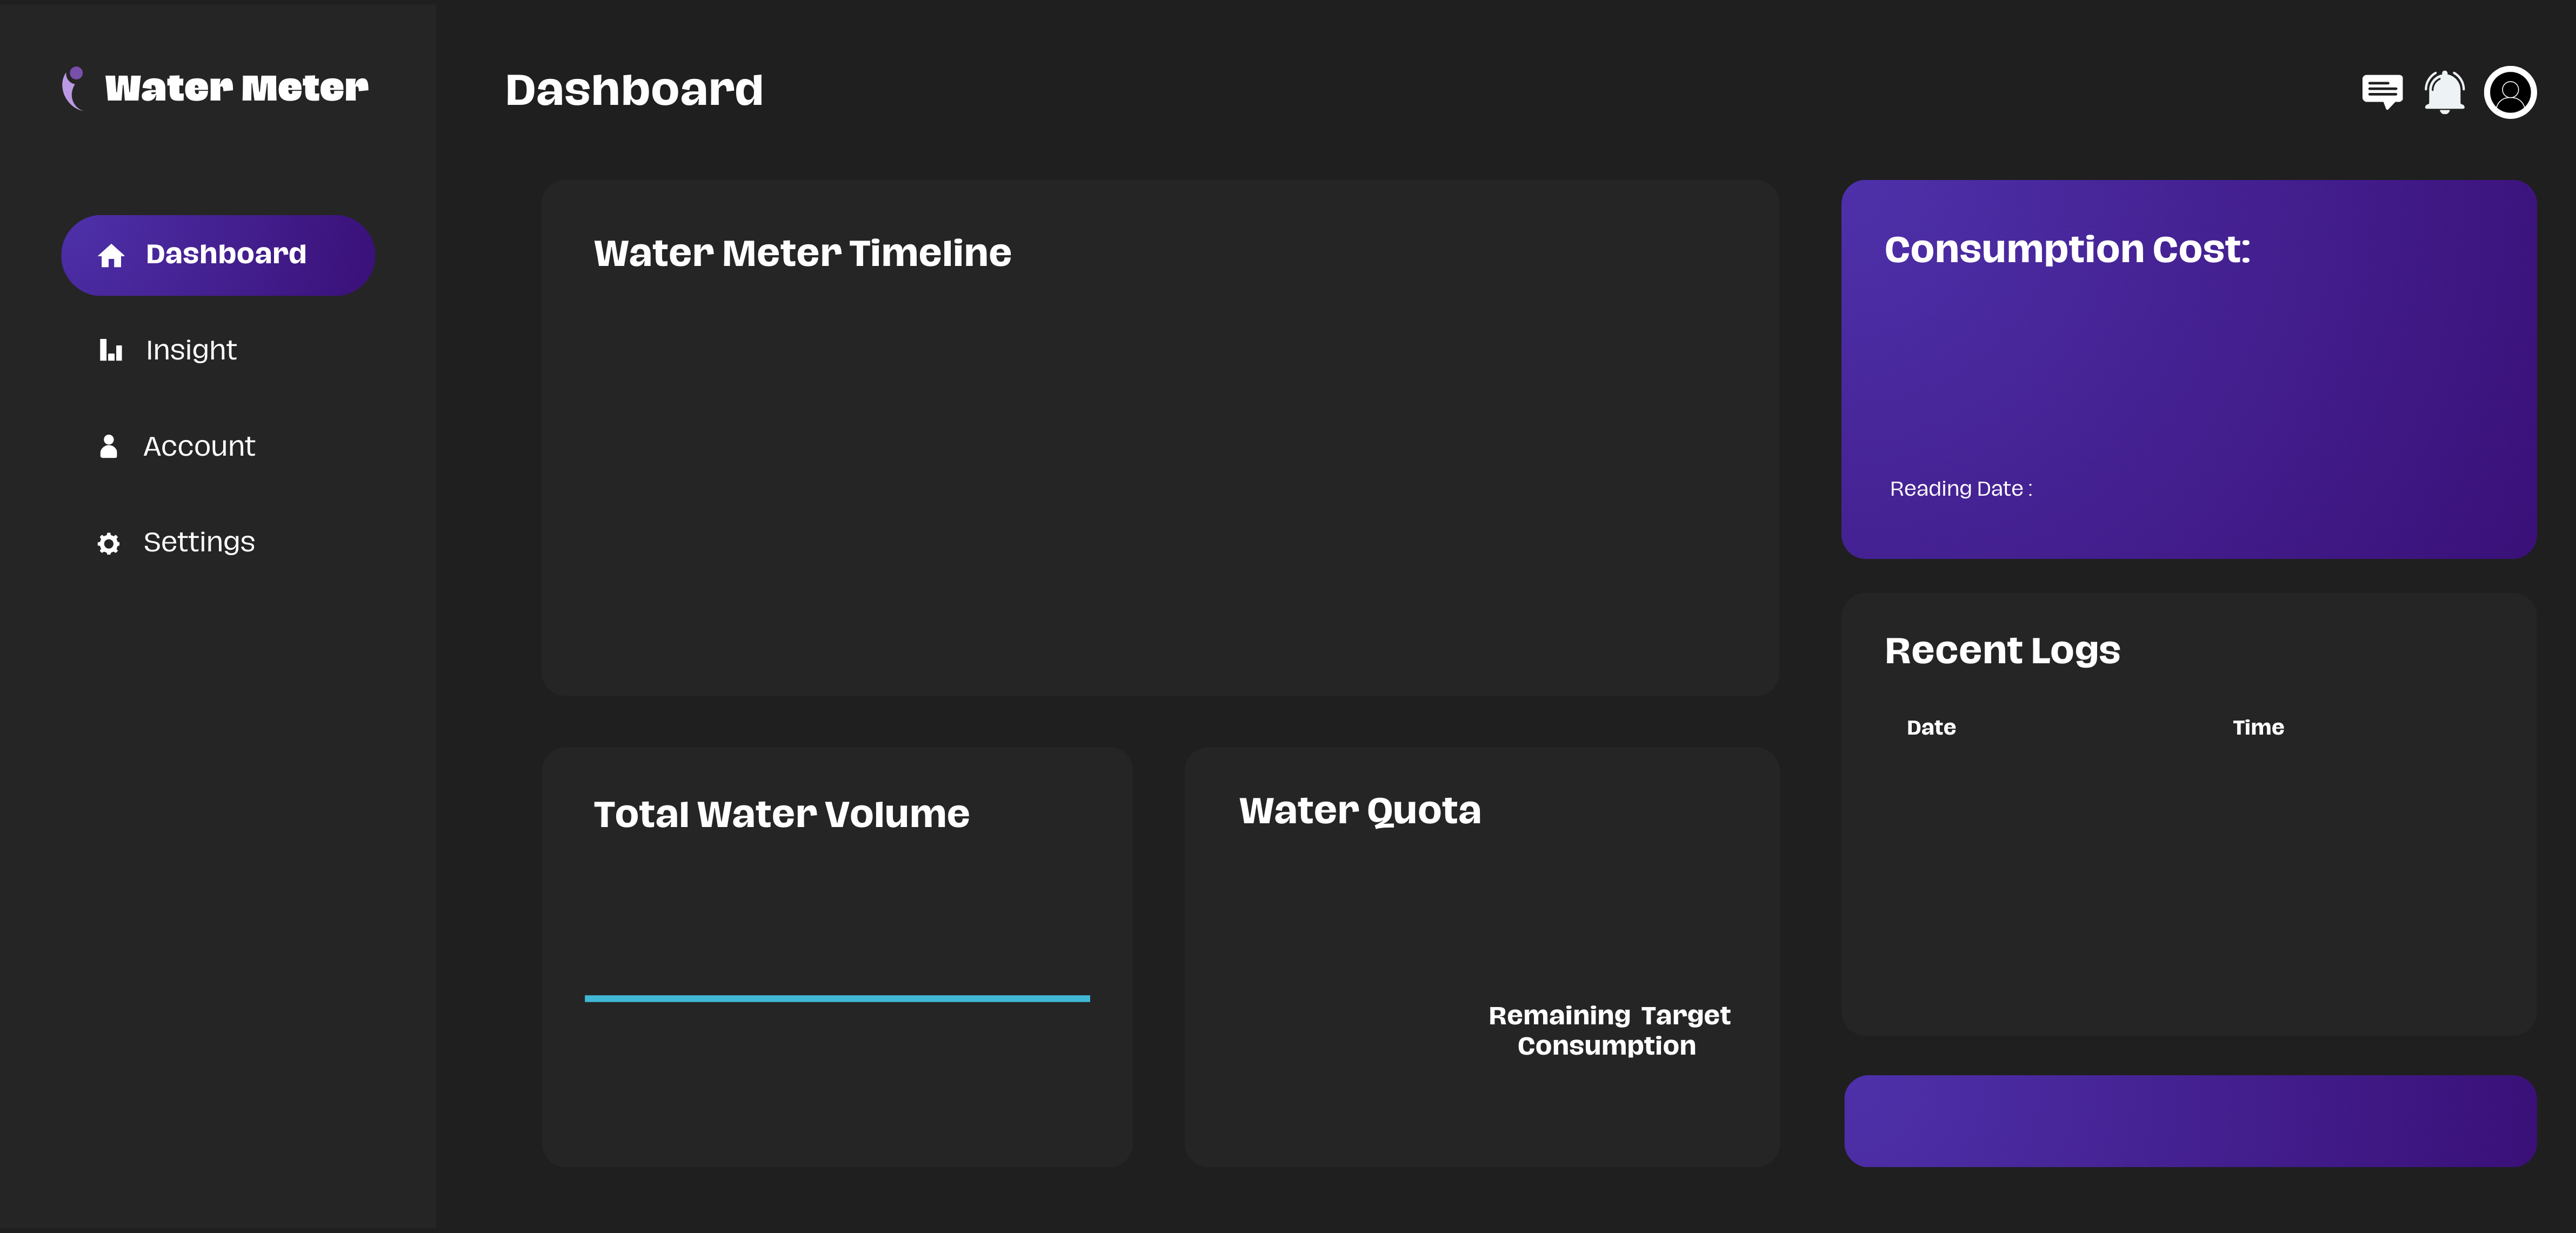 Water Meter
Dashboard
Insight
Account
Settings
Dashboard
Water Meter Timeline
Consumption Cost:
Reading Date :
Recent Logs
Date Time
Total Water Volume
Water Quota
Remaining Target
Consumption